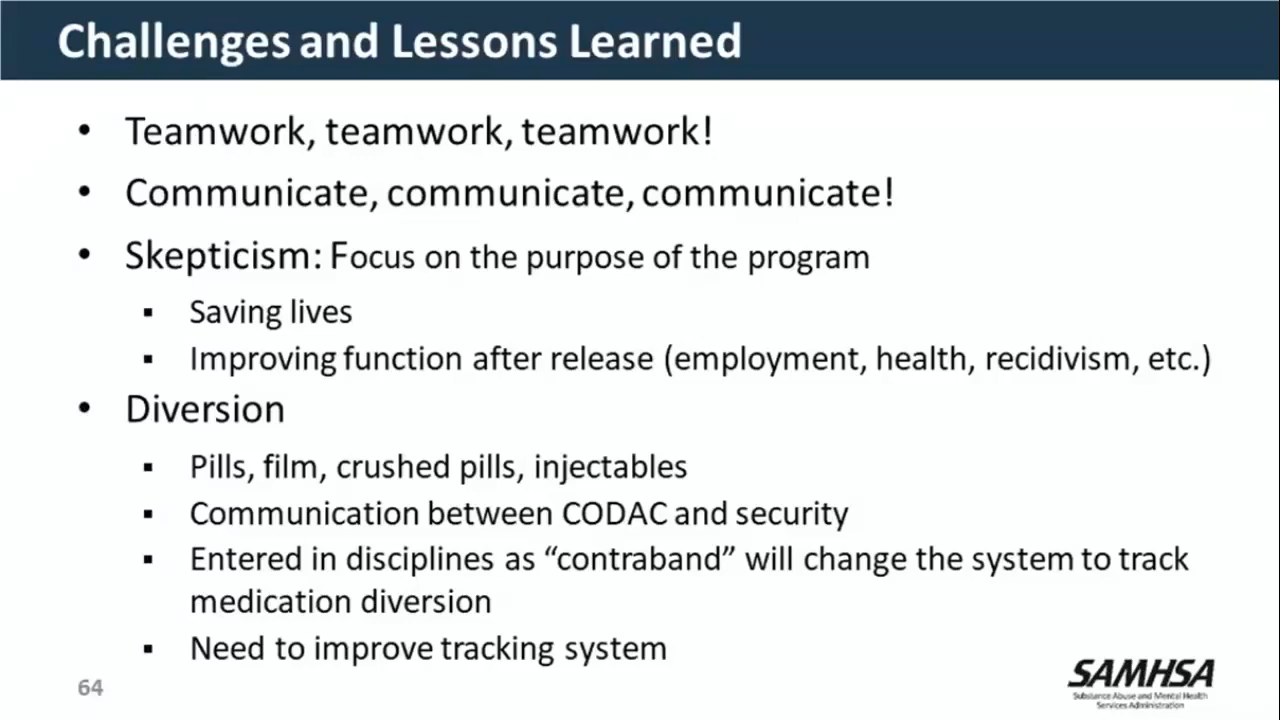 Challenges and Lessons Learned
• Teamwork, teamwork, teamwork!
• Communicate, communicate, communicate!
• Skepticism: Focus on the purpose of the program
▪ Saving lives
▪ Improving function after release (employment, health, recidivism, etc.)
• Diversion
▪ Pills, film, crushed pills, injectables
▪ Communication between CODAC and security
▪ Entered in disciplines as “contraband” will change the system to track
medication diversion
▪ Need to improve tracking system
64
SAMHSA
Substance Abuse and Mental Health
Services Administration